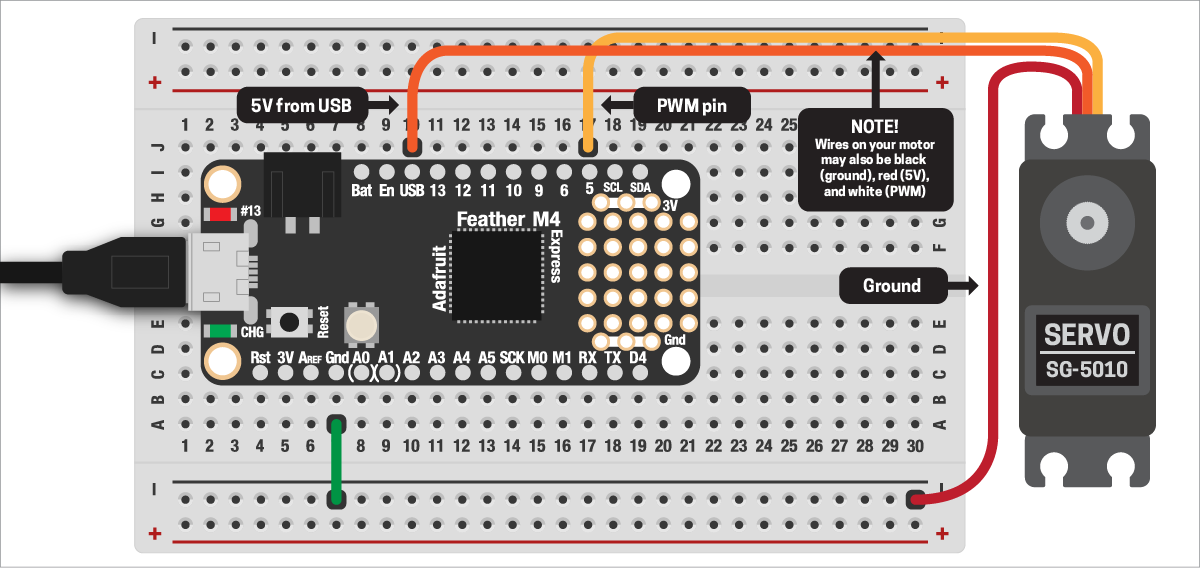 I I
+ +
5V from USB
PWM pin
NOTE!
Wires on your motor
may also be black
(ground), red (5V),
and white (PWM)
1 2 3 4 5 6 7 8 9 10 11 12 13 14 15 16 17 18 19 20 21 22 23 24 25
J
I
H
G G
F
Bat En USB 13 12 11 10 9 6 5 SCL SDA
3V
#13
Feather M4
Express
Adafruit
Ground
Reset
CHG
Gnd
Rst 3V AREF Gnd A0 A1 A2 A3 A4 A5 SCK M0 M1 RX TX D4
E E
D D
C C
B B
A A
1 2 3 4 5 6 7 8 9 10 11 12 13 14 15 16 17 18 19 20 21 22 23 24 25 26 27 28 29 30
I I
+ +
SERVO
SG-5010